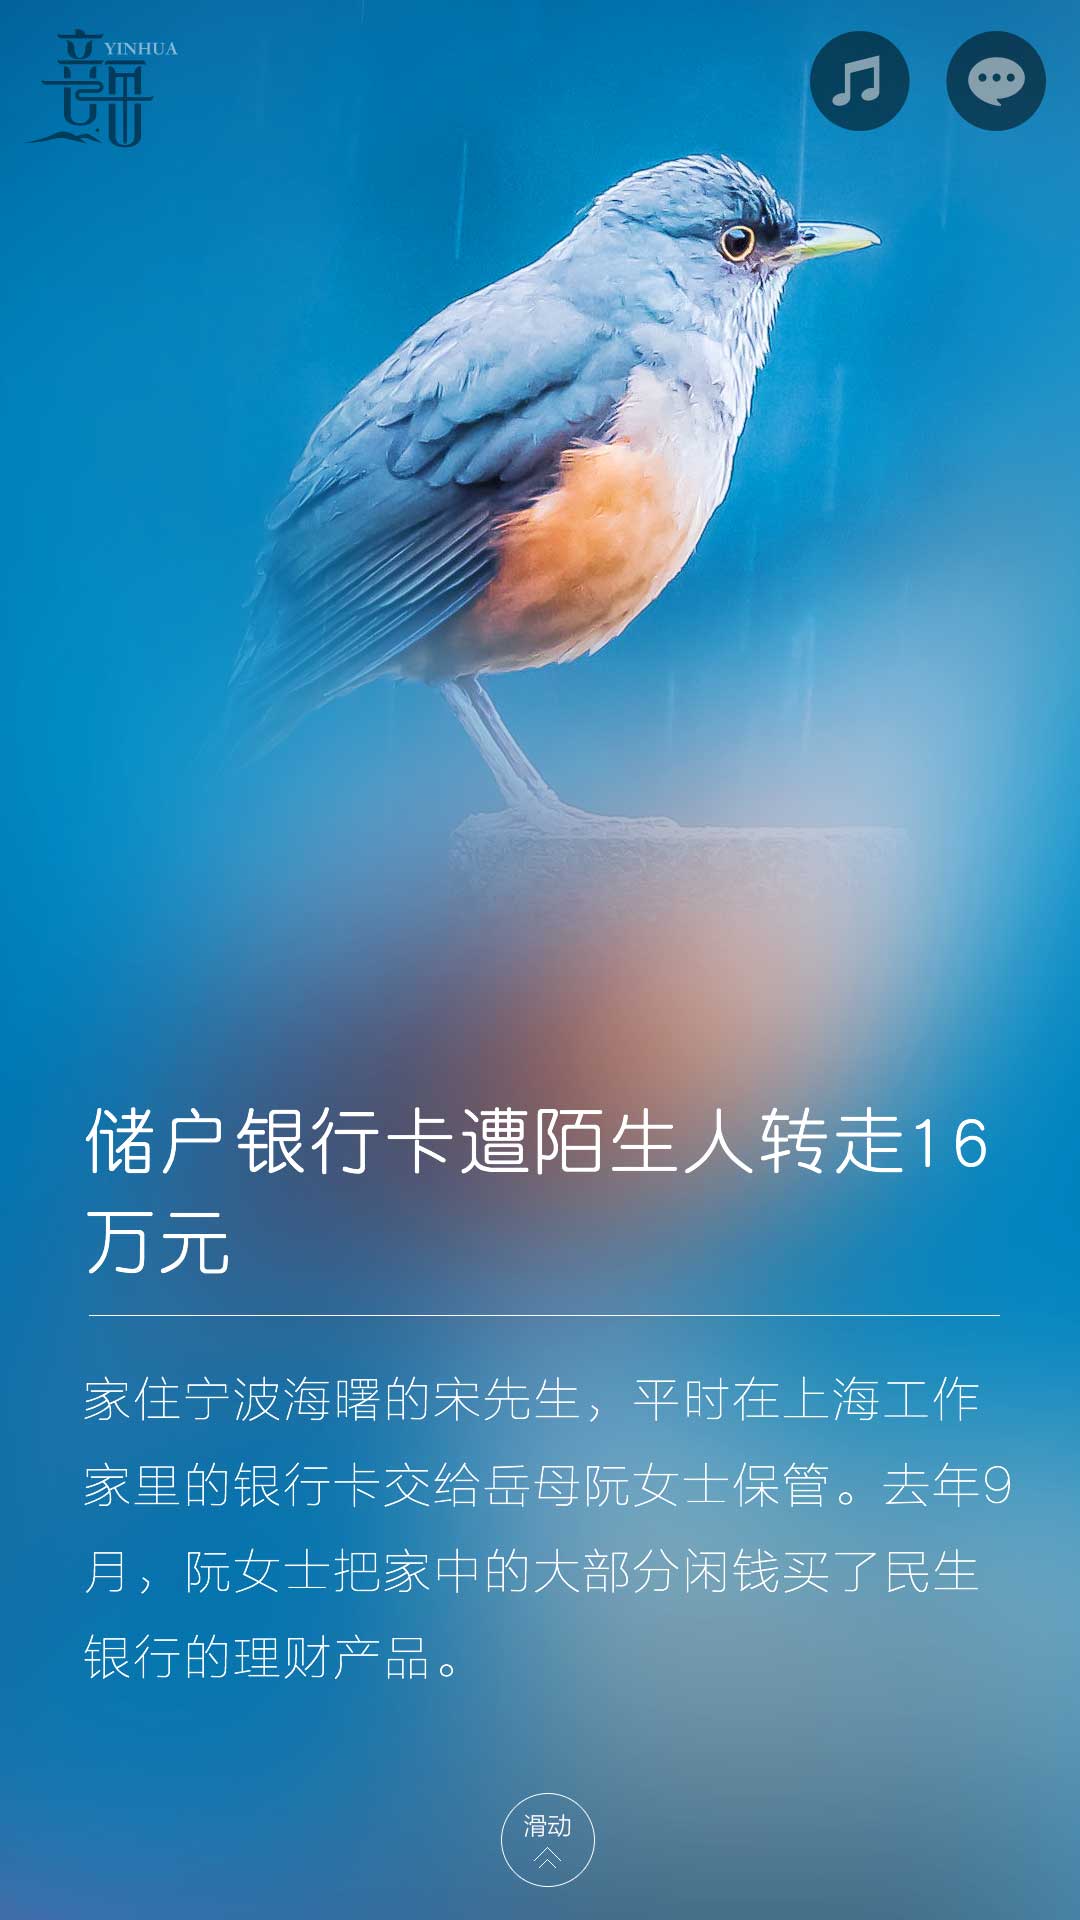 YINHUA
储户银行卡遭陌生人转走16
万元
家住宁波海曙的宋先生，平时在上海工作
家里的银行卡交给岳母阮女士保管。去年9
月，阮女士把家中的大部分闲钱买了民生
银行的理财产品。
滑动